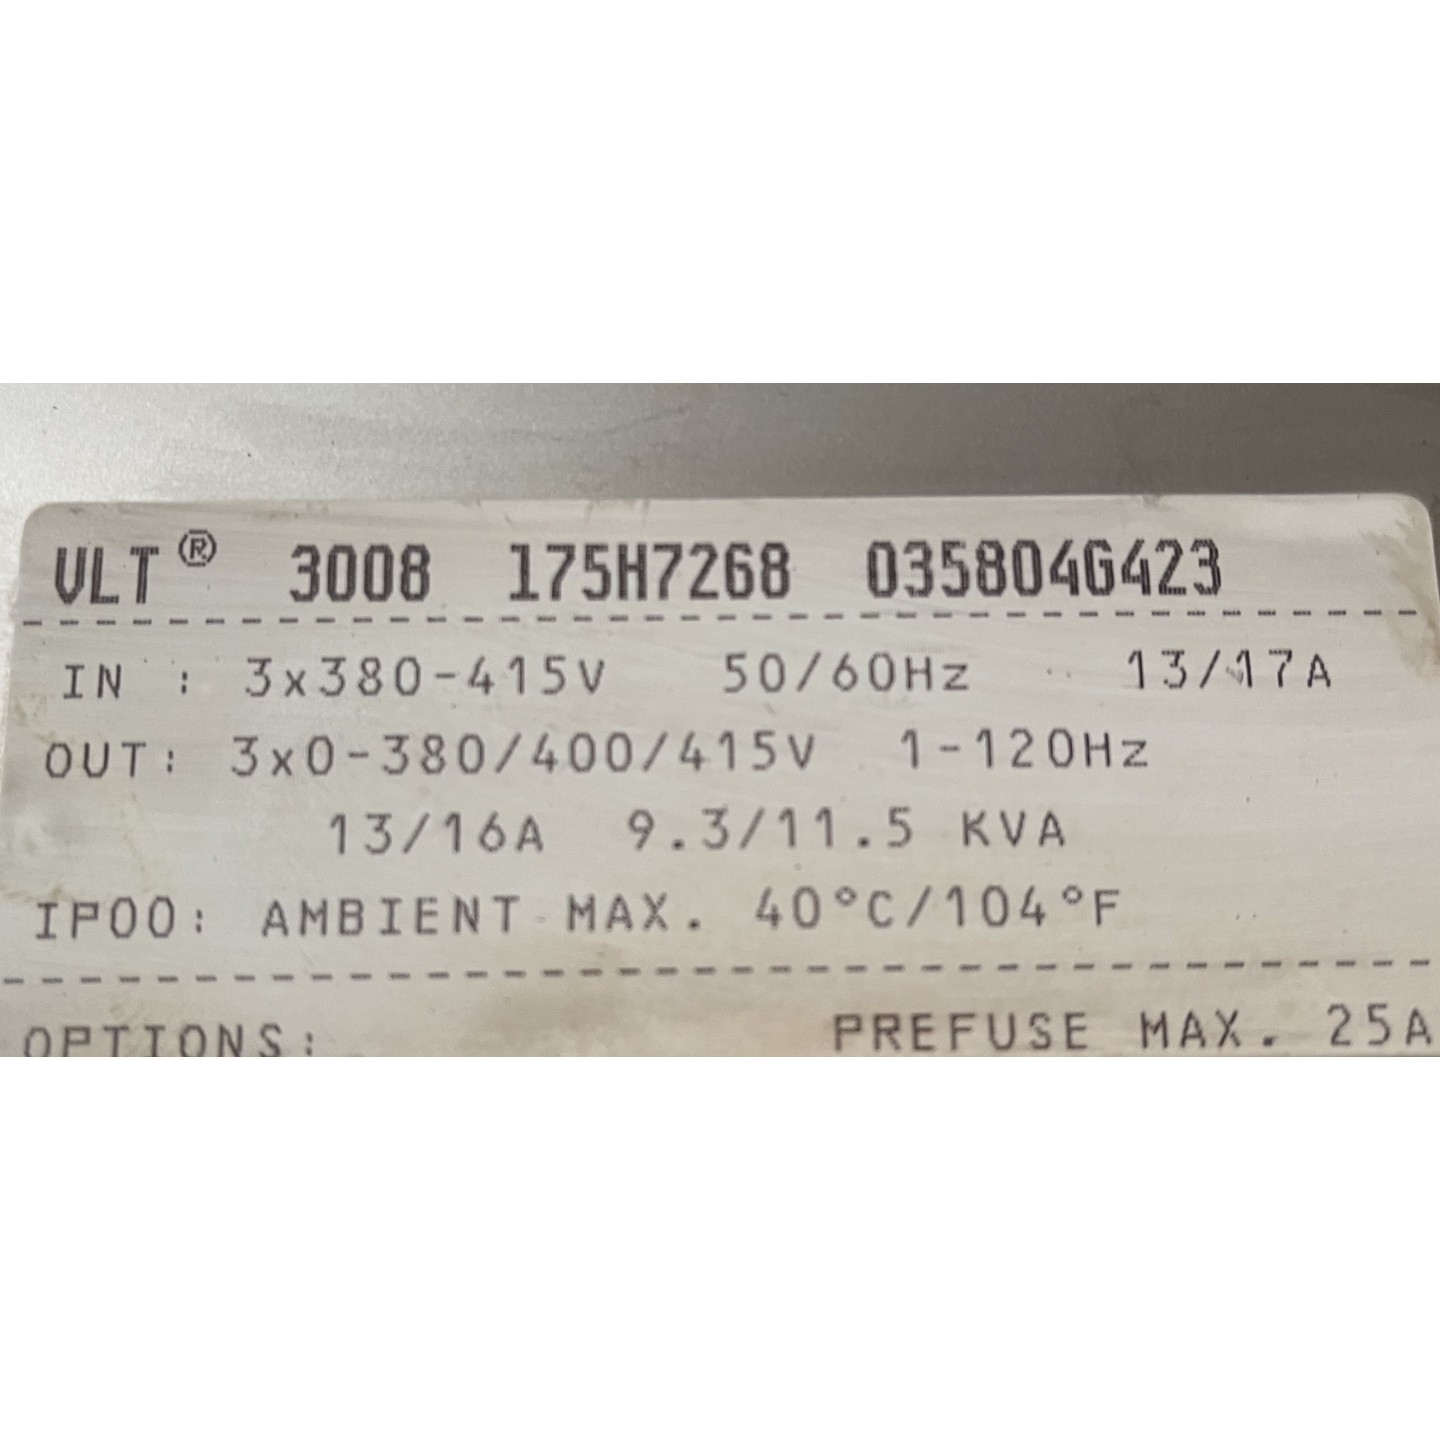 VLT® 3008 175H7268 035804G423
IN : 3x380-415V 50/60Hz 13/17A
OUT: 3x0-380/400/415V 1-120Hz
13/16A 9.3/11.5 KVA
IP00: AMBIENT MAX. 40°C/104°F
OPTIONS: PREFUSE MAX. 25A